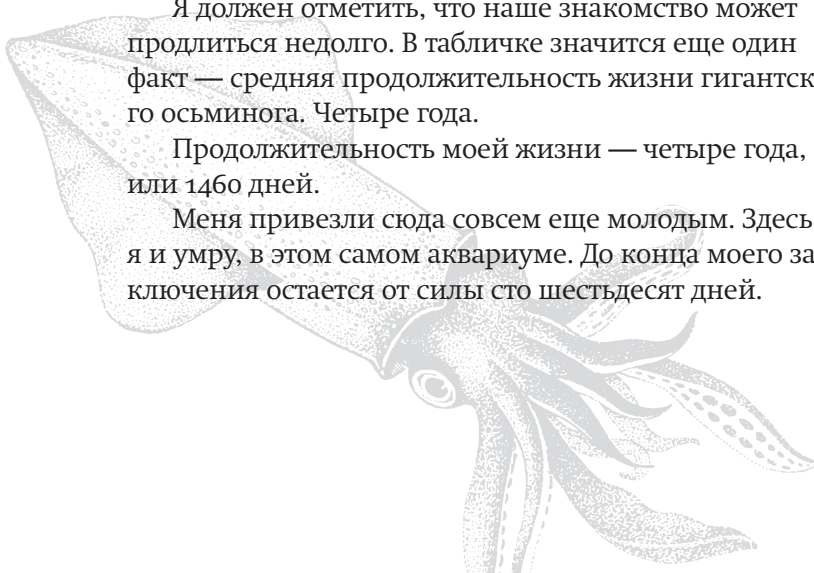 Я должен отметить, что наше знакомство может
продлиться недолго. В табличке значится еще один
факт — средняя продолжительность жизни гигантск
го осьминога. Четыре года.
Продолжительность моей жизни — четыре года,
или 1460 дней.
Меня привезли сюда совсем еще молодым. Здесь
я и умру, в этом самом аквариуме. До конца моего за
ключения остается от силы сто шестьдесят дней.